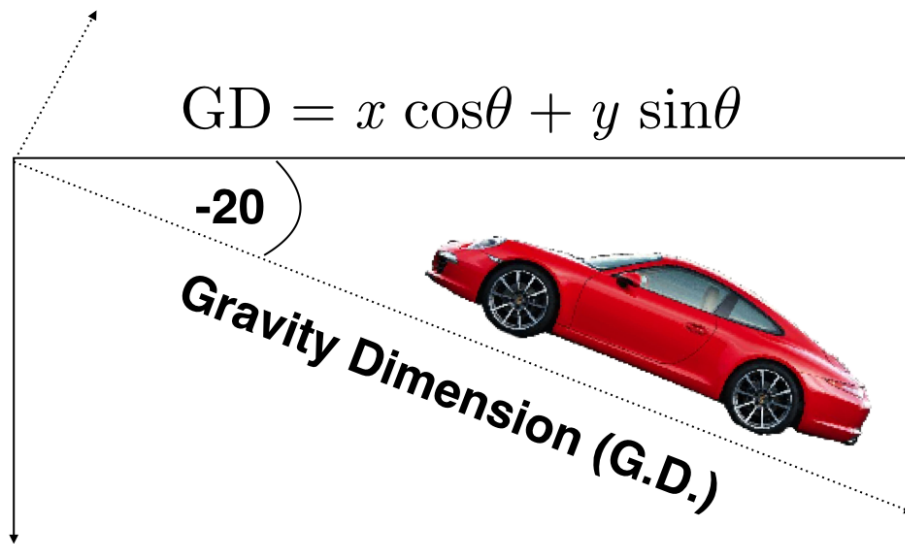 GD = x cosθ + y sinθ
-20
Gravity Dimension (G.D.)